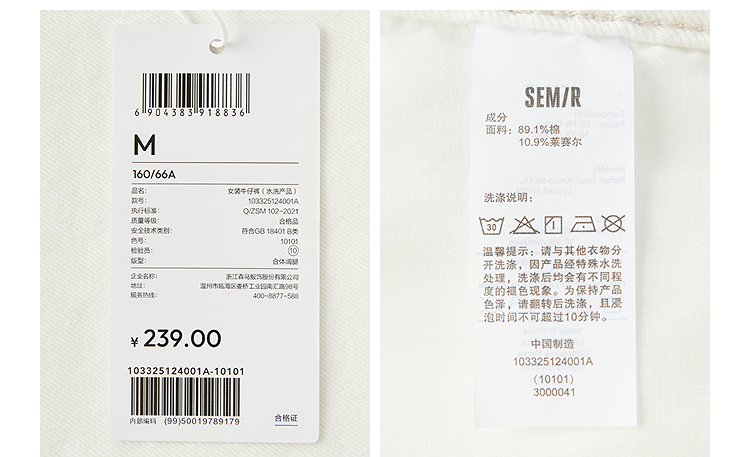 6 904383 918836
M
160/66A
品名: 女装牛仔裤（水洗产品）
款号: 103325124001A
执行标准: Q/ZSM 102-2021
质量等级: 合格品
安全技术类别: 符合GB 18401 B类
色号: 10101
检验员: 10
版型: 合体阔腿
企业名称: 浙江森马服饰股份有限公司
地址: 温州市瓯海区娄桥工业园南汇路98号
服务热线: 400-8877-588
¥ 239.00
103325124001A-10101
内部编码 (99)50019789179
合格证
SEMIR
成分
面料: 89.1%棉
10.9%莱赛尔
洗涤说明:
30
温馨提示: 请与其他衣物分
开洗涤，因产品经特殊水洗
处理，洗涤后均会有不同程
度的褪色现象。为保持产品
色泽，请翻转后洗涤，且浸
泡时间不可超过10分钟。
中国制造
103325124001A
(10101)
3000041